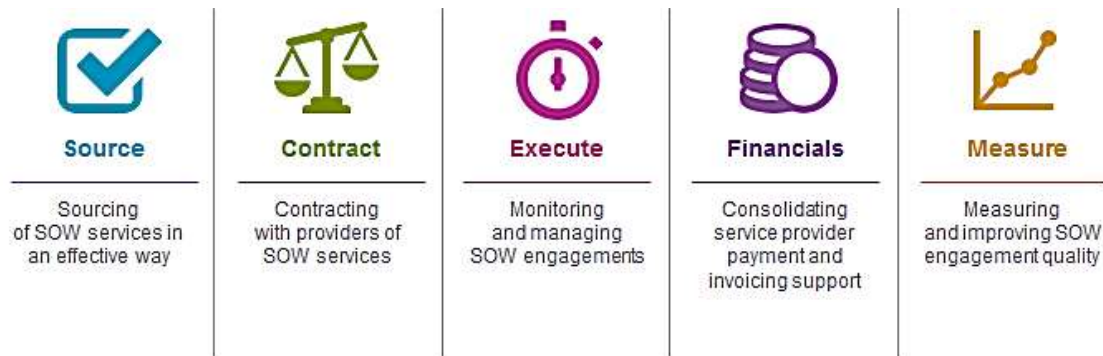 Source
Sourcing
of SOW services in
an effective way
Contract
Contracting
with providers of
SOW services
Execute
Monitoring
and managing
SOW engagements
Financials
Consolidating
service provider
payment and
invoicing support
Measure
Measuring
and improving SOW
engagement quality